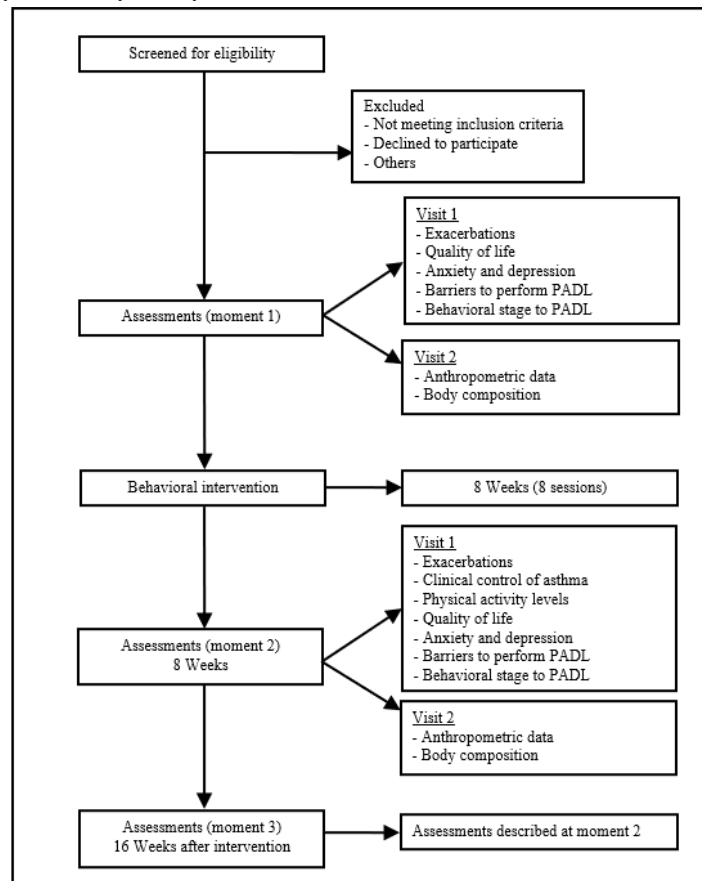 Screened for eligibility
Excluded
- Not meeting inclusion criteria
- Declined to participate
- Others
Visit 1
- Exacerbations
- Quality of life
- Anxiety and depression
- Barriers to perform PADL
- Behavioral stage to PADL
Assessments (moment 1)
Visit 2
- Anthropometric data
- Body composition
Behavioral intervention
8 Weeks (8 sessions)
Visit 1
- Exacerbations
- Clinical control of asthma
- Physical activity levels
- Quality of life
- Anxiety and depression
- Barriers to perform PADL
- Behavioral stage to PADL
Assessments (moment 2)
8 Weeks
Visit 2
- Anthropometric data
- Body composition
Assessments (moment 3)
16 Weeks after intervention
Assessments described at moment 2